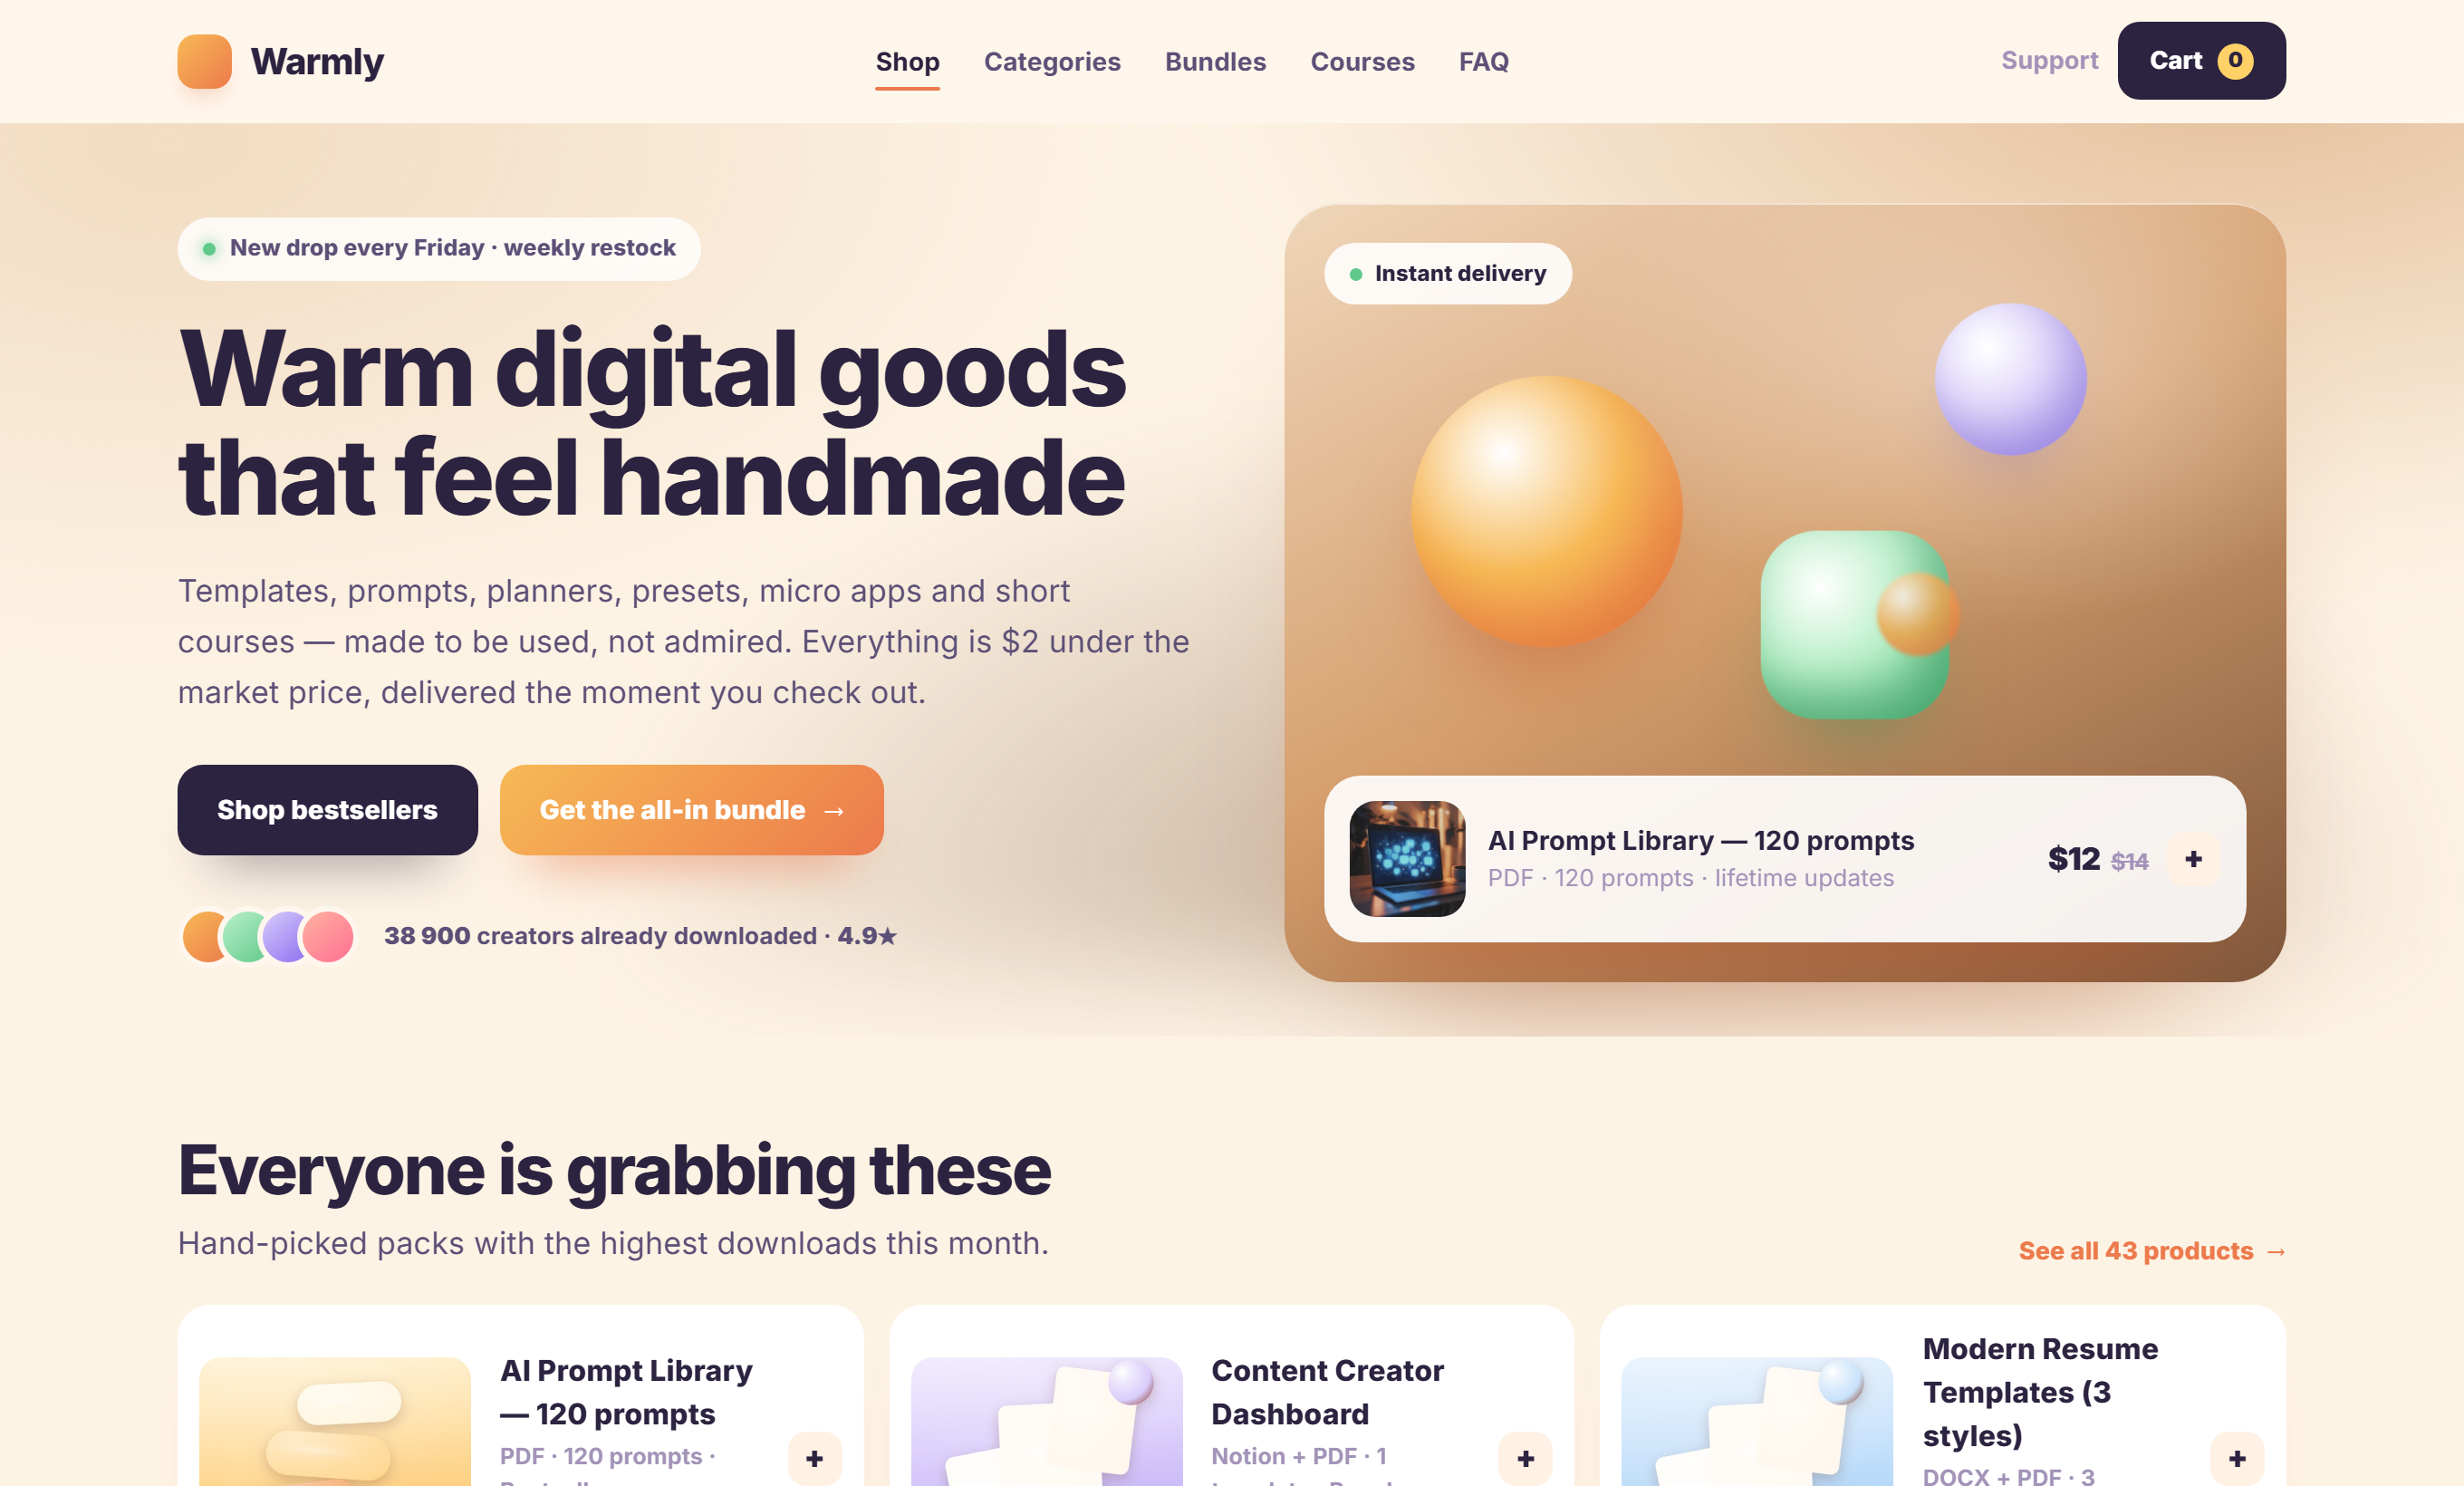 Warmly
Shop
Categories
Bundles
Courses
FAQ
Support
Cart 0
New drop every Friday · weekly restock
Warm digital goods
that feel handmade
Templates, prompts, planners, presets, micro apps and short
courses — made to be used, not admired. Everything is $2 under the
market price, delivered the moment you check out.
Shop bestsellers
Get the all-in bundle →
38 900 creators already downloaded · 4.9★
Instant delivery
AI Prompt Library — 120 prompts
PDF · 120 prompts · lifetime updates
$12 $14 +
Everyone is grabbing these
Hand-picked packs with the highest downloads this month.
See all 43 products →
AI Prompt Library
— 120 prompts
PDF · 120 prompts ·
+
Content Creator
Dashboard
Notion + PDF · 1
+
Modern Resume
Templates (3
styles)
DOCX + PDF · 3
+